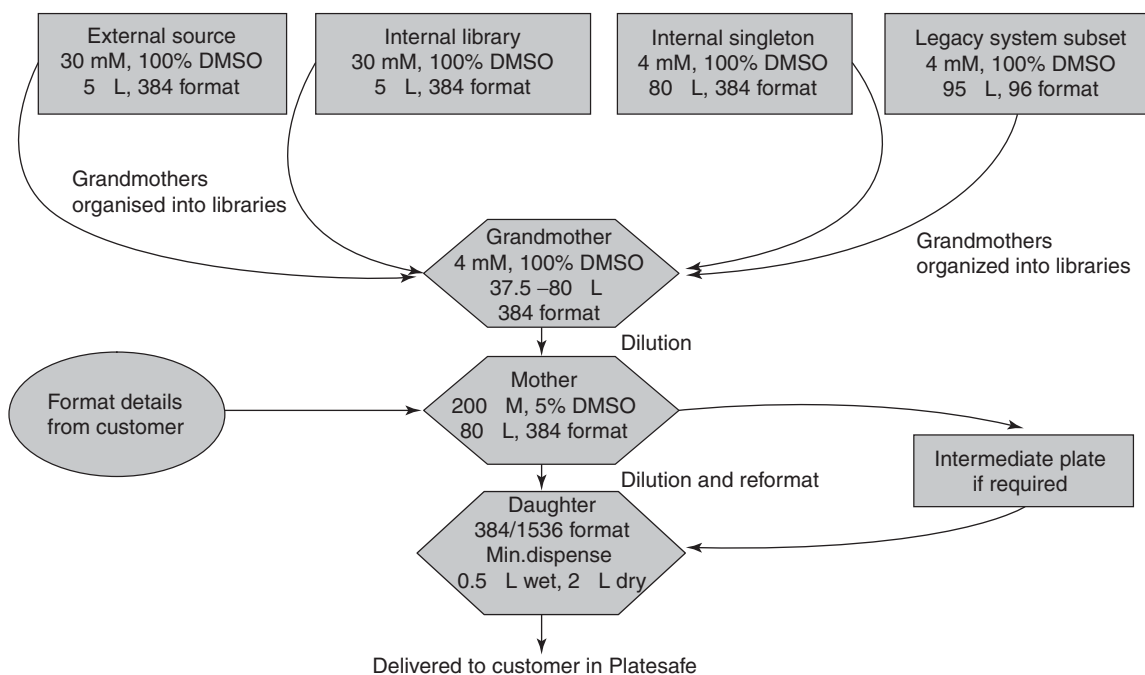 External source
30 mM, 100% DMSO
5 L, 384 format
Internal library
30 mM, 100% DMSO
5 L, 384 format
Internal singleton
4 mM, 100% DMSO
80 L, 384 format
Legacy system subset
4 mM, 100% DMSO
95 L, 96 format
Grandmothers
organised into libraries
Grandmother
4 mM, 100% DMSO
37.5 –80 L
384 format
Grandmothers
organized into libraries
Dilution
Format details
from customer
Mother
200 M, 5% DMSO
80 L, 384 format
Intermediate plate
if required
Dilution and reformat
Daughter
384/1536 format
Min.dispense
0.5 L wet, 2 L dry
Delivered to customer in Platesafe